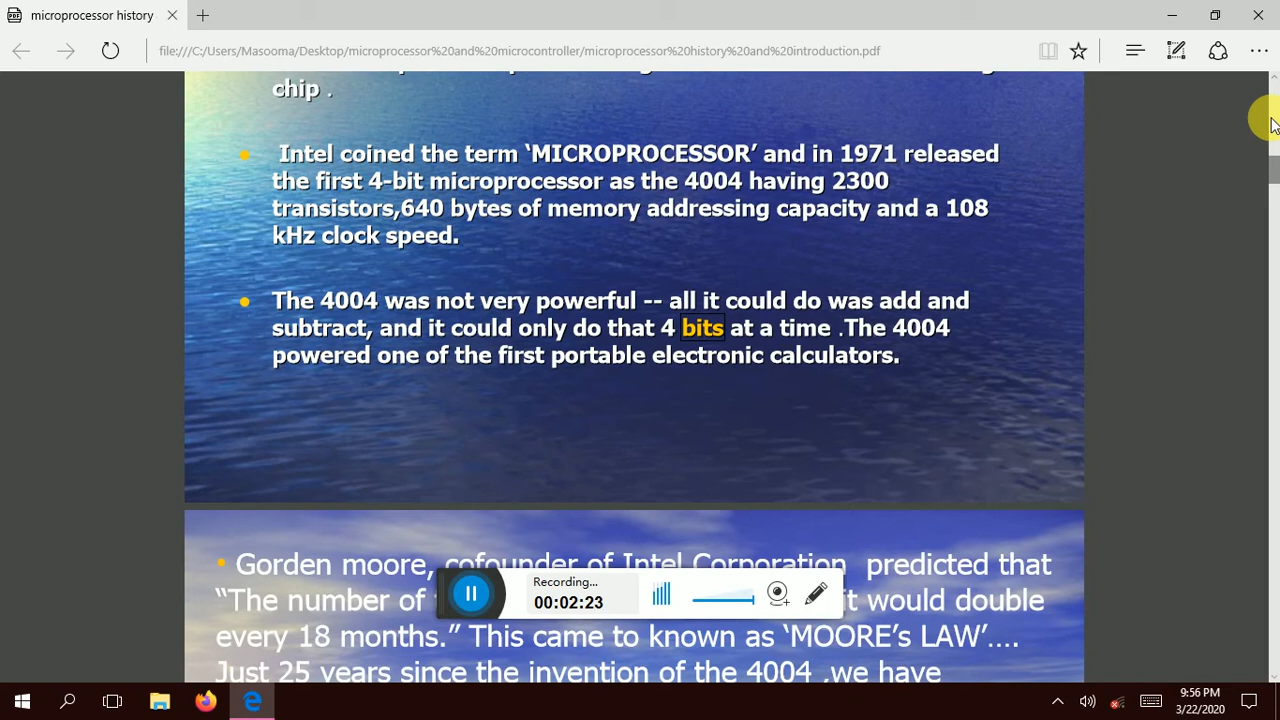 microprocessor history
file:///C:/Users/Masooma/Desktop/microprocessor%20and%20microcontroller/microprocessor%20history%20and%20introduction.pdf
chip .
Intel coined the term ‘MICROPROCESSOR’ and in 1971 released
the first 4-bit microprocessor as the 4004 having 2300
transistors,640 bytes of memory addressing capacity and a 108
kHz clock speed.
The 4004 was not very powerful -- all it could do was add and
subtract, and it could only do that 4 bits at a time .The 4004
powered one of the first portable electronic calculators.
Gorden moore, cofounder of Intel Corporation predicted that
“The number of would double
every 18 months.” This came to known as ‘MOORE’s LAW’....
Just 25 years since the invention of the 4004 ,we have
Recording...
00:02:23
9:56 PM
3/22/2020